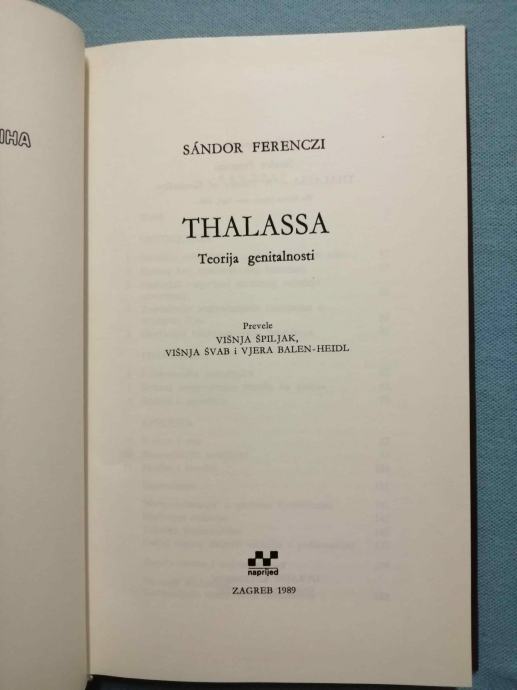 SÁNDOR FERENCZI
THALASSA
Teorija genitalnosti
Prevele
VIŠNJA ŠPILJAK,
VIŠNJA ŠVAB i VJERA BALEN-HEIDL
naprijed
ZAGREB 1989